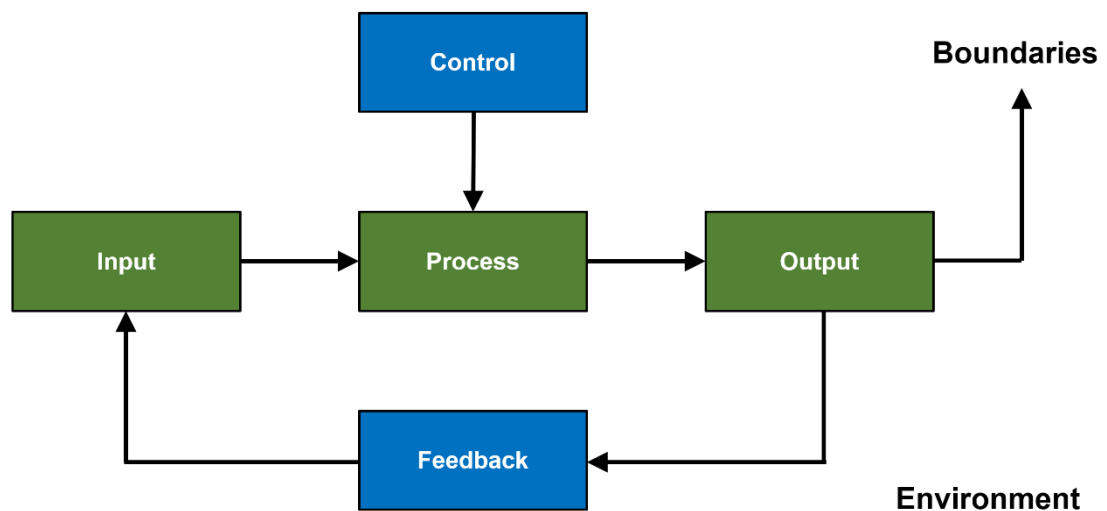 Control
Boundaries
Input
Process
Output
Feedback
Environment